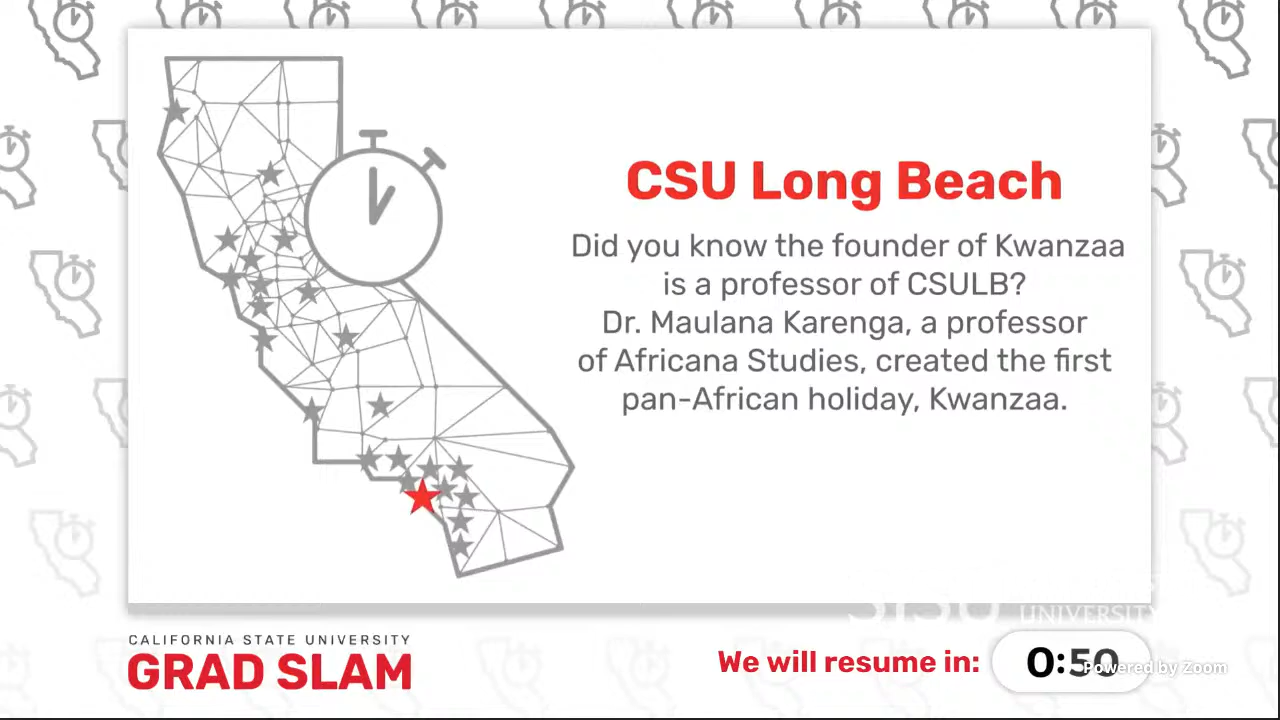 CSU Long Beach
Did you know the founder of Kwanzaa
is a professor of CSULB?
Dr. Maulana Karenga, a professor
of Africana Studies, created the first
pan-African holiday, Kwanzaa.
UNIVERSITY
CALIFORNIA STATE UNIVERSITY
GRAD SLAM
We will resume in: 0:50
Powered by Zoom